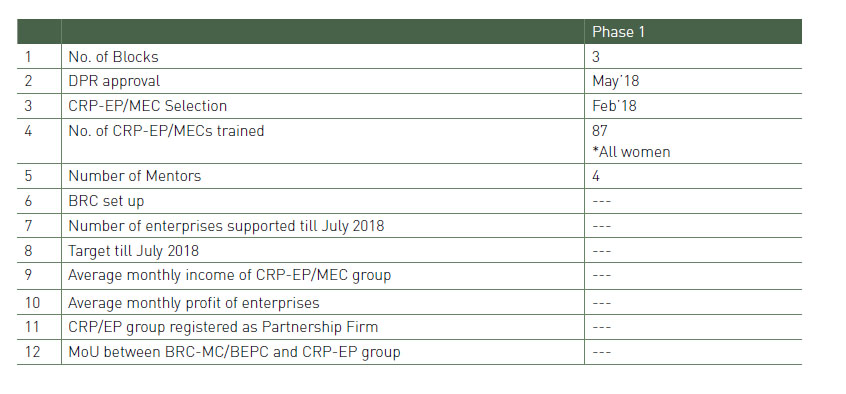 Phase 1
1 No. of Blocks 3
2 DPR approval May'18
3 CRP-EP/MEC Selection Feb'18
4 No. of CRP-EP/MECs trained 87
*All women
5 Number of Mentors 4
6 BRC set up ---
7 Number of enterprises supported till July 2018 ---
8 Target till July 2018 ---
9 Average monthly income of CRP-EP/MEC group ---
10 Average monthly profit of enterprises ---
11 CRP/EP group registered as Partnership Firm ---
12 MoU between BRC-MC/BEPC and CRP-EP group ---